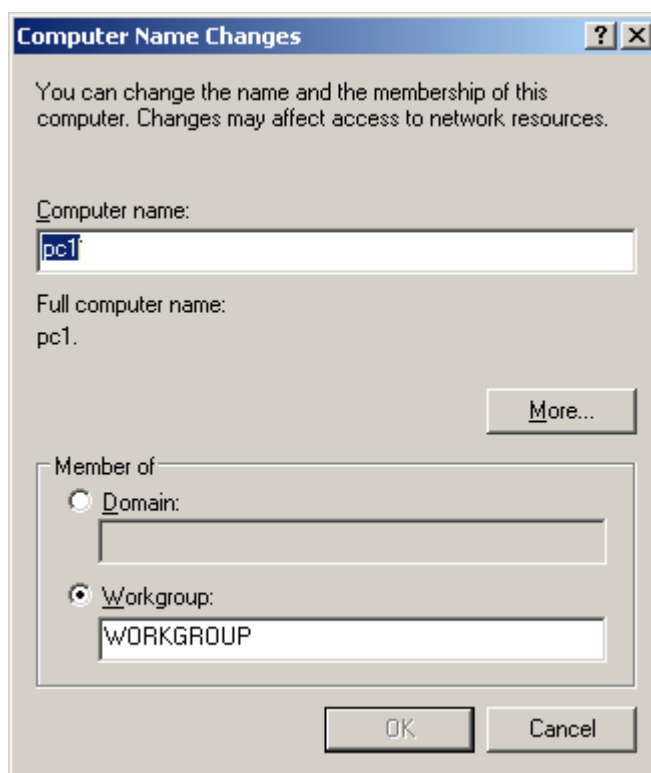 Computer Name Changes
You can change the name and the membership of this
computer. Changes may affect access to network resources.
Computer name:
pc1
Full computer name:
pc1.
More...
Member of
Domain:
Workgroup:
WORKGROUP
OK Cancel